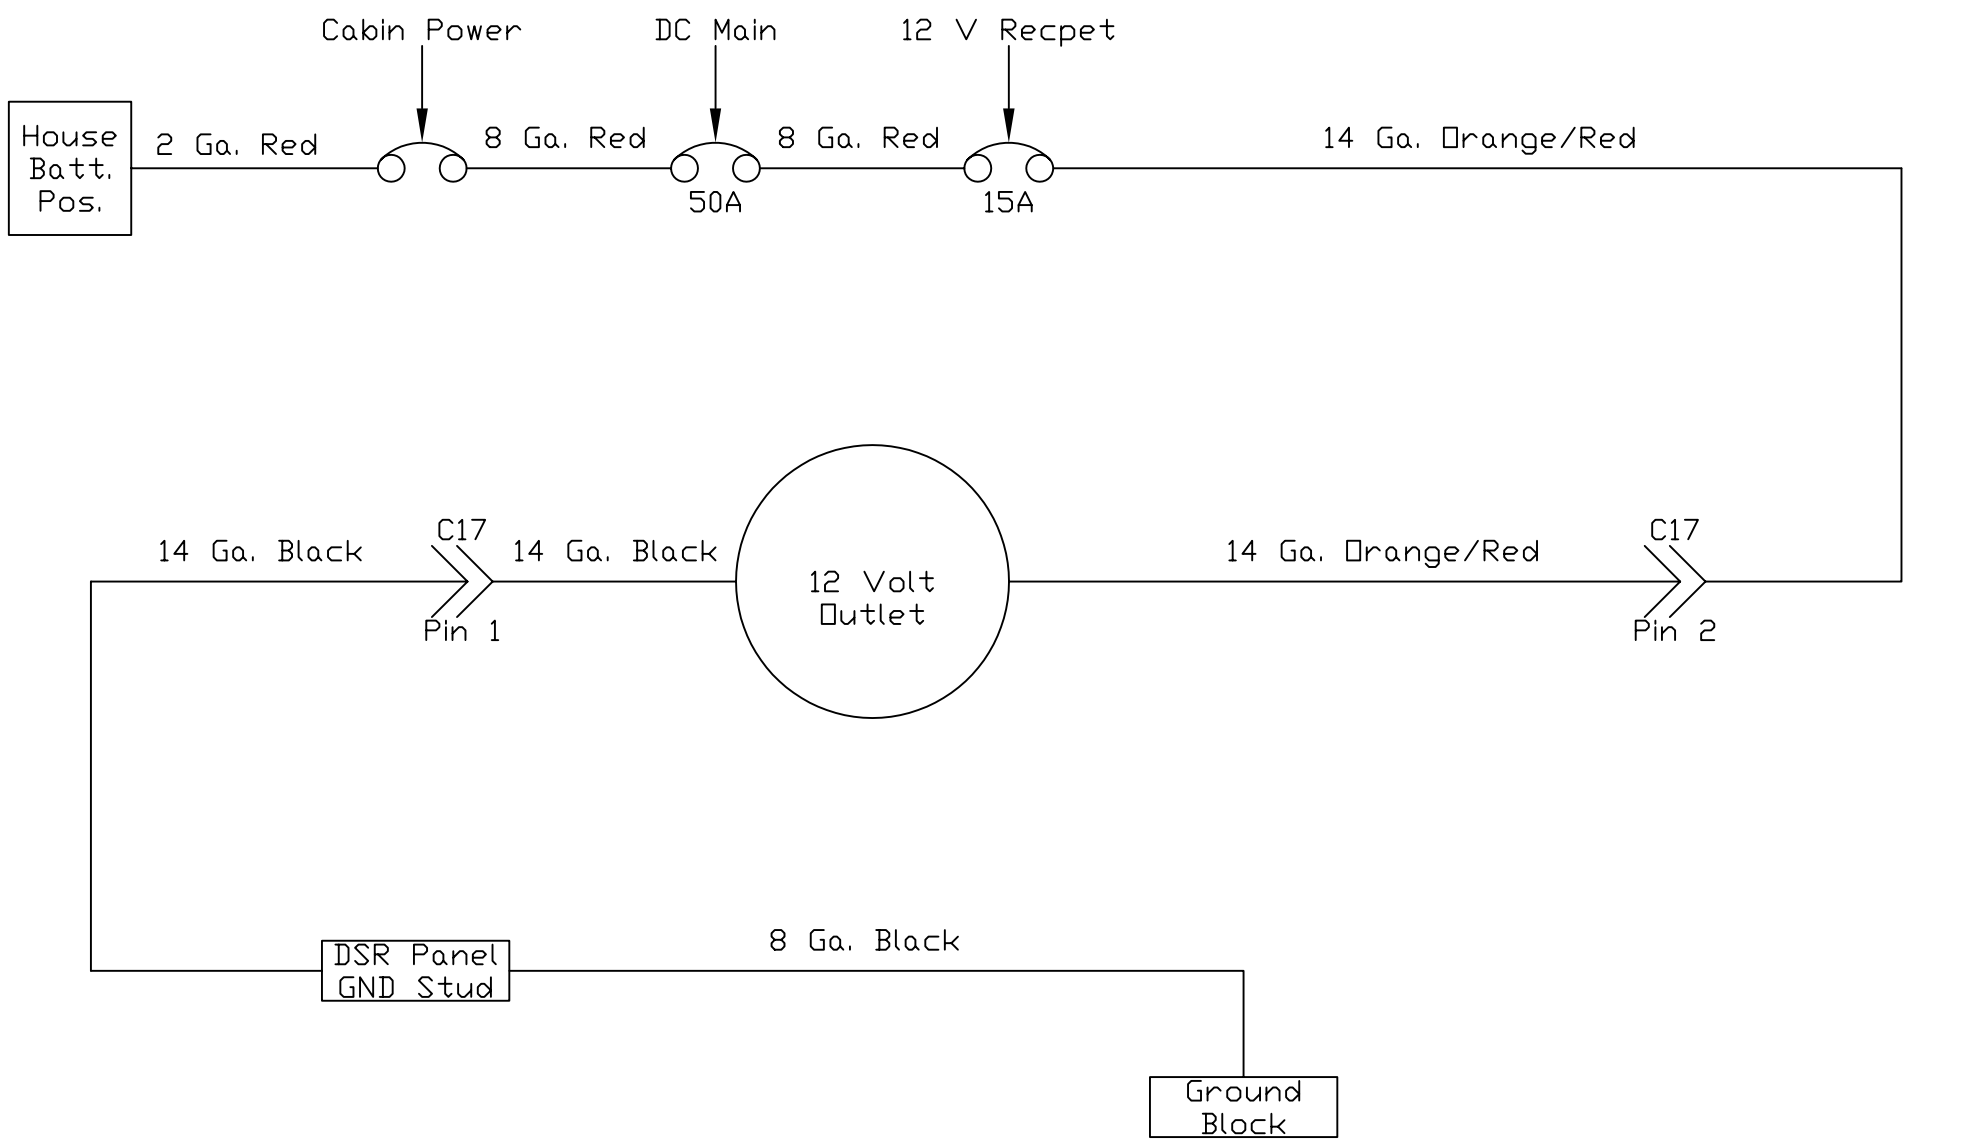 Cabin Power
DC Main
12 V Recpet
House
Batt.
Pos.
2 Ga. Red
8 Ga. Red
8 Ga. Red
14 Ga. Orange/Red
50A
15A
C17
C17
14 Ga. Black
14 Ga. Black
14 Ga. Orange/Red
12 Volt
Outlet
Pin 1
Pin 2
8 Ga. Black
DSR Panel
GND Stud
Ground
Block